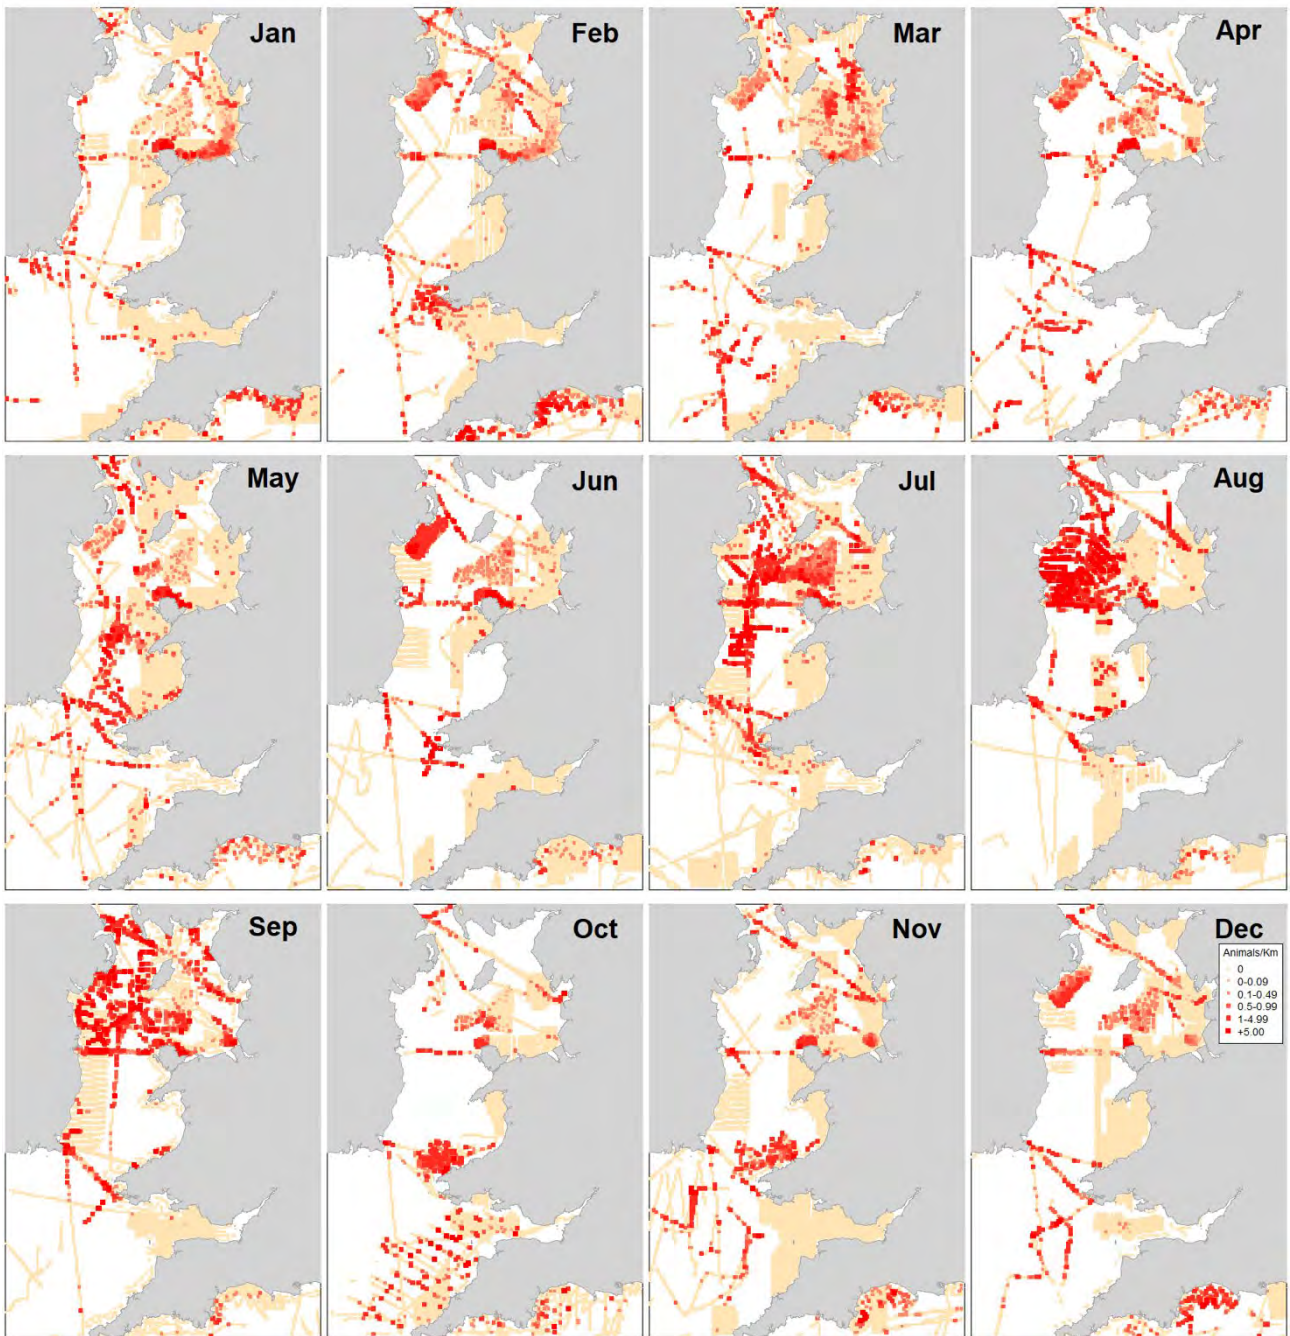 Jan
Feb
Mar
Apr
May
Jun
Jul
Aug
Sep
Oct
Nov
Dec
Animals/Km
0
0-0.09
0.1-0.49
0.5-0.99
1-4.99
+5.00